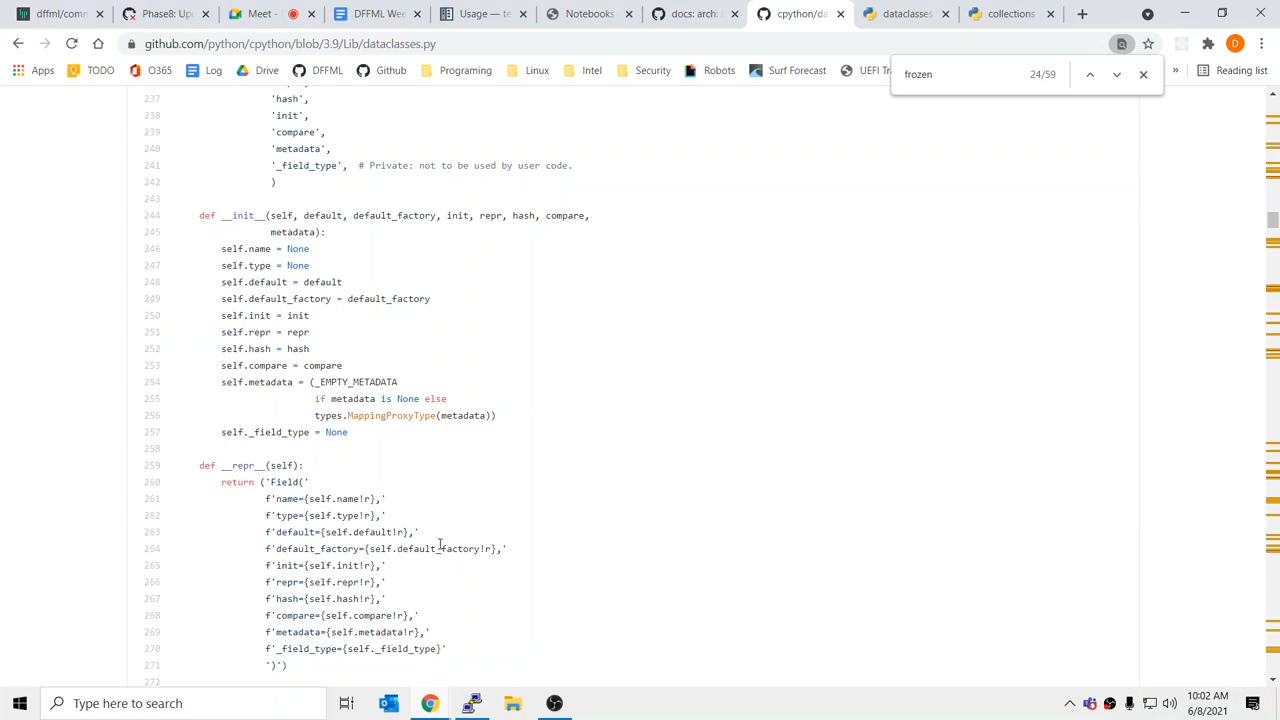 dffml/com
Phase8: U
Meet -
DFFML We
Usage — te
Notebooks
docs: ann
cpython/da
dataclasses
collections
github.com/python/cpython/blob/3.9/Lib/dataclasses.py
Apps
TODO
O365
Log
Drive
DFFML
Github
Programing
Linux
Intel
Security
Robots
Surf Forecast
UEFI Tr
»
Reading list
frozen
24/59
237 'hash',
238 'init',
239 'compare',
240 'metadata',
241 '_field_type',  # Private: not to be used by user code.
242 )
243
244 def __init__(self, default, default_factory, init, repr, hash, compare,
245 metadata):
246 self.name = None
247 self.type = None
248 self.default = default
249 self.default_factory = default_factory
250 self.init = init
251 self.repr = repr
252 self.hash = hash
253 self.compare = compare
254 self.metadata = (_EMPTY_METADATA
255 if metadata is None else
256 types.MappingProxyType(metadata))
257 self._field_type = None
258
259 def __repr__(self):
260 return ('Field('
261 f'name={self.name!r},'
262 f'type={self.type!r},'
263 f'default={self.default!r},'
264 f'default_factory={self.default_factory!r},'
265 f'init={self.init!r},'
266 f'repr={self.repr!r},'
267 f'hash={self.hash!r},'
268 f'compare={self.compare!r},'
269 f'metadata={self.metadata!r},'
270 f'_field_type={self._field_type}'
271 ')')
272
Type here to search
10:02 AM
6/8/2021